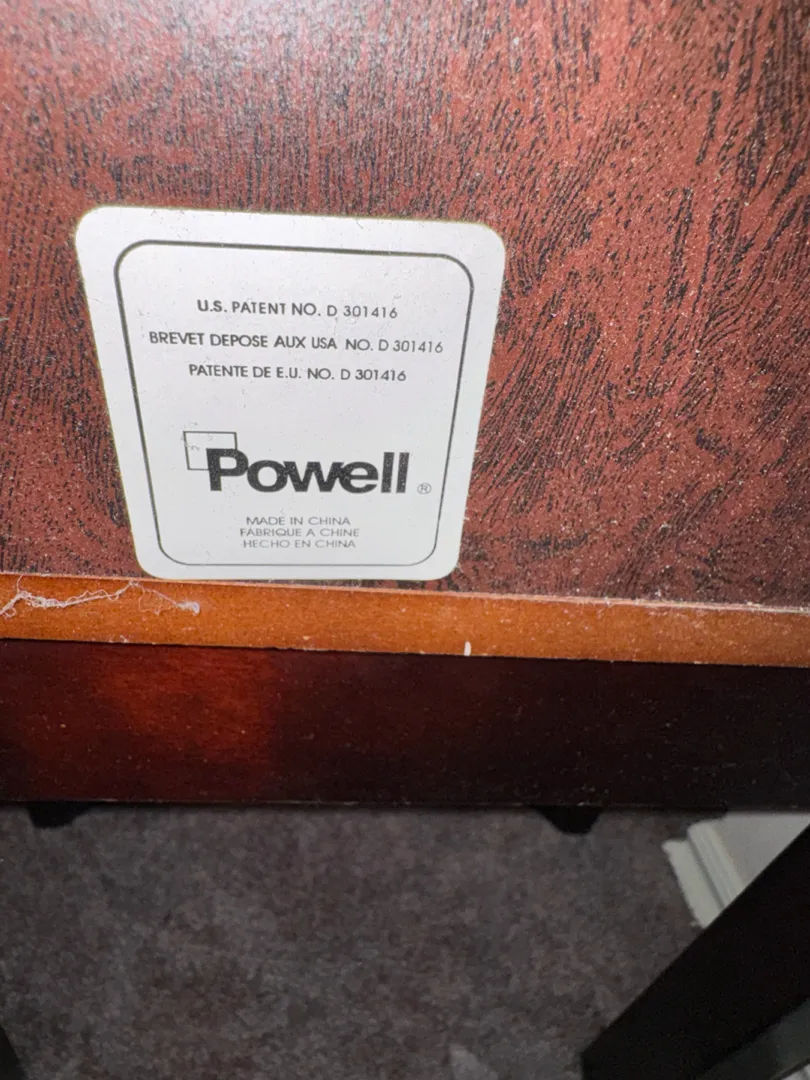 U.S. PATENT NO. D 301416
BREVET DEPOSE AUX USA NO. D 301416
PATENTE DE E.U. NO. D 301416
Powell ®
MADE IN CHINA
FABRIQUE A CHINE
HECHO EN CHINA